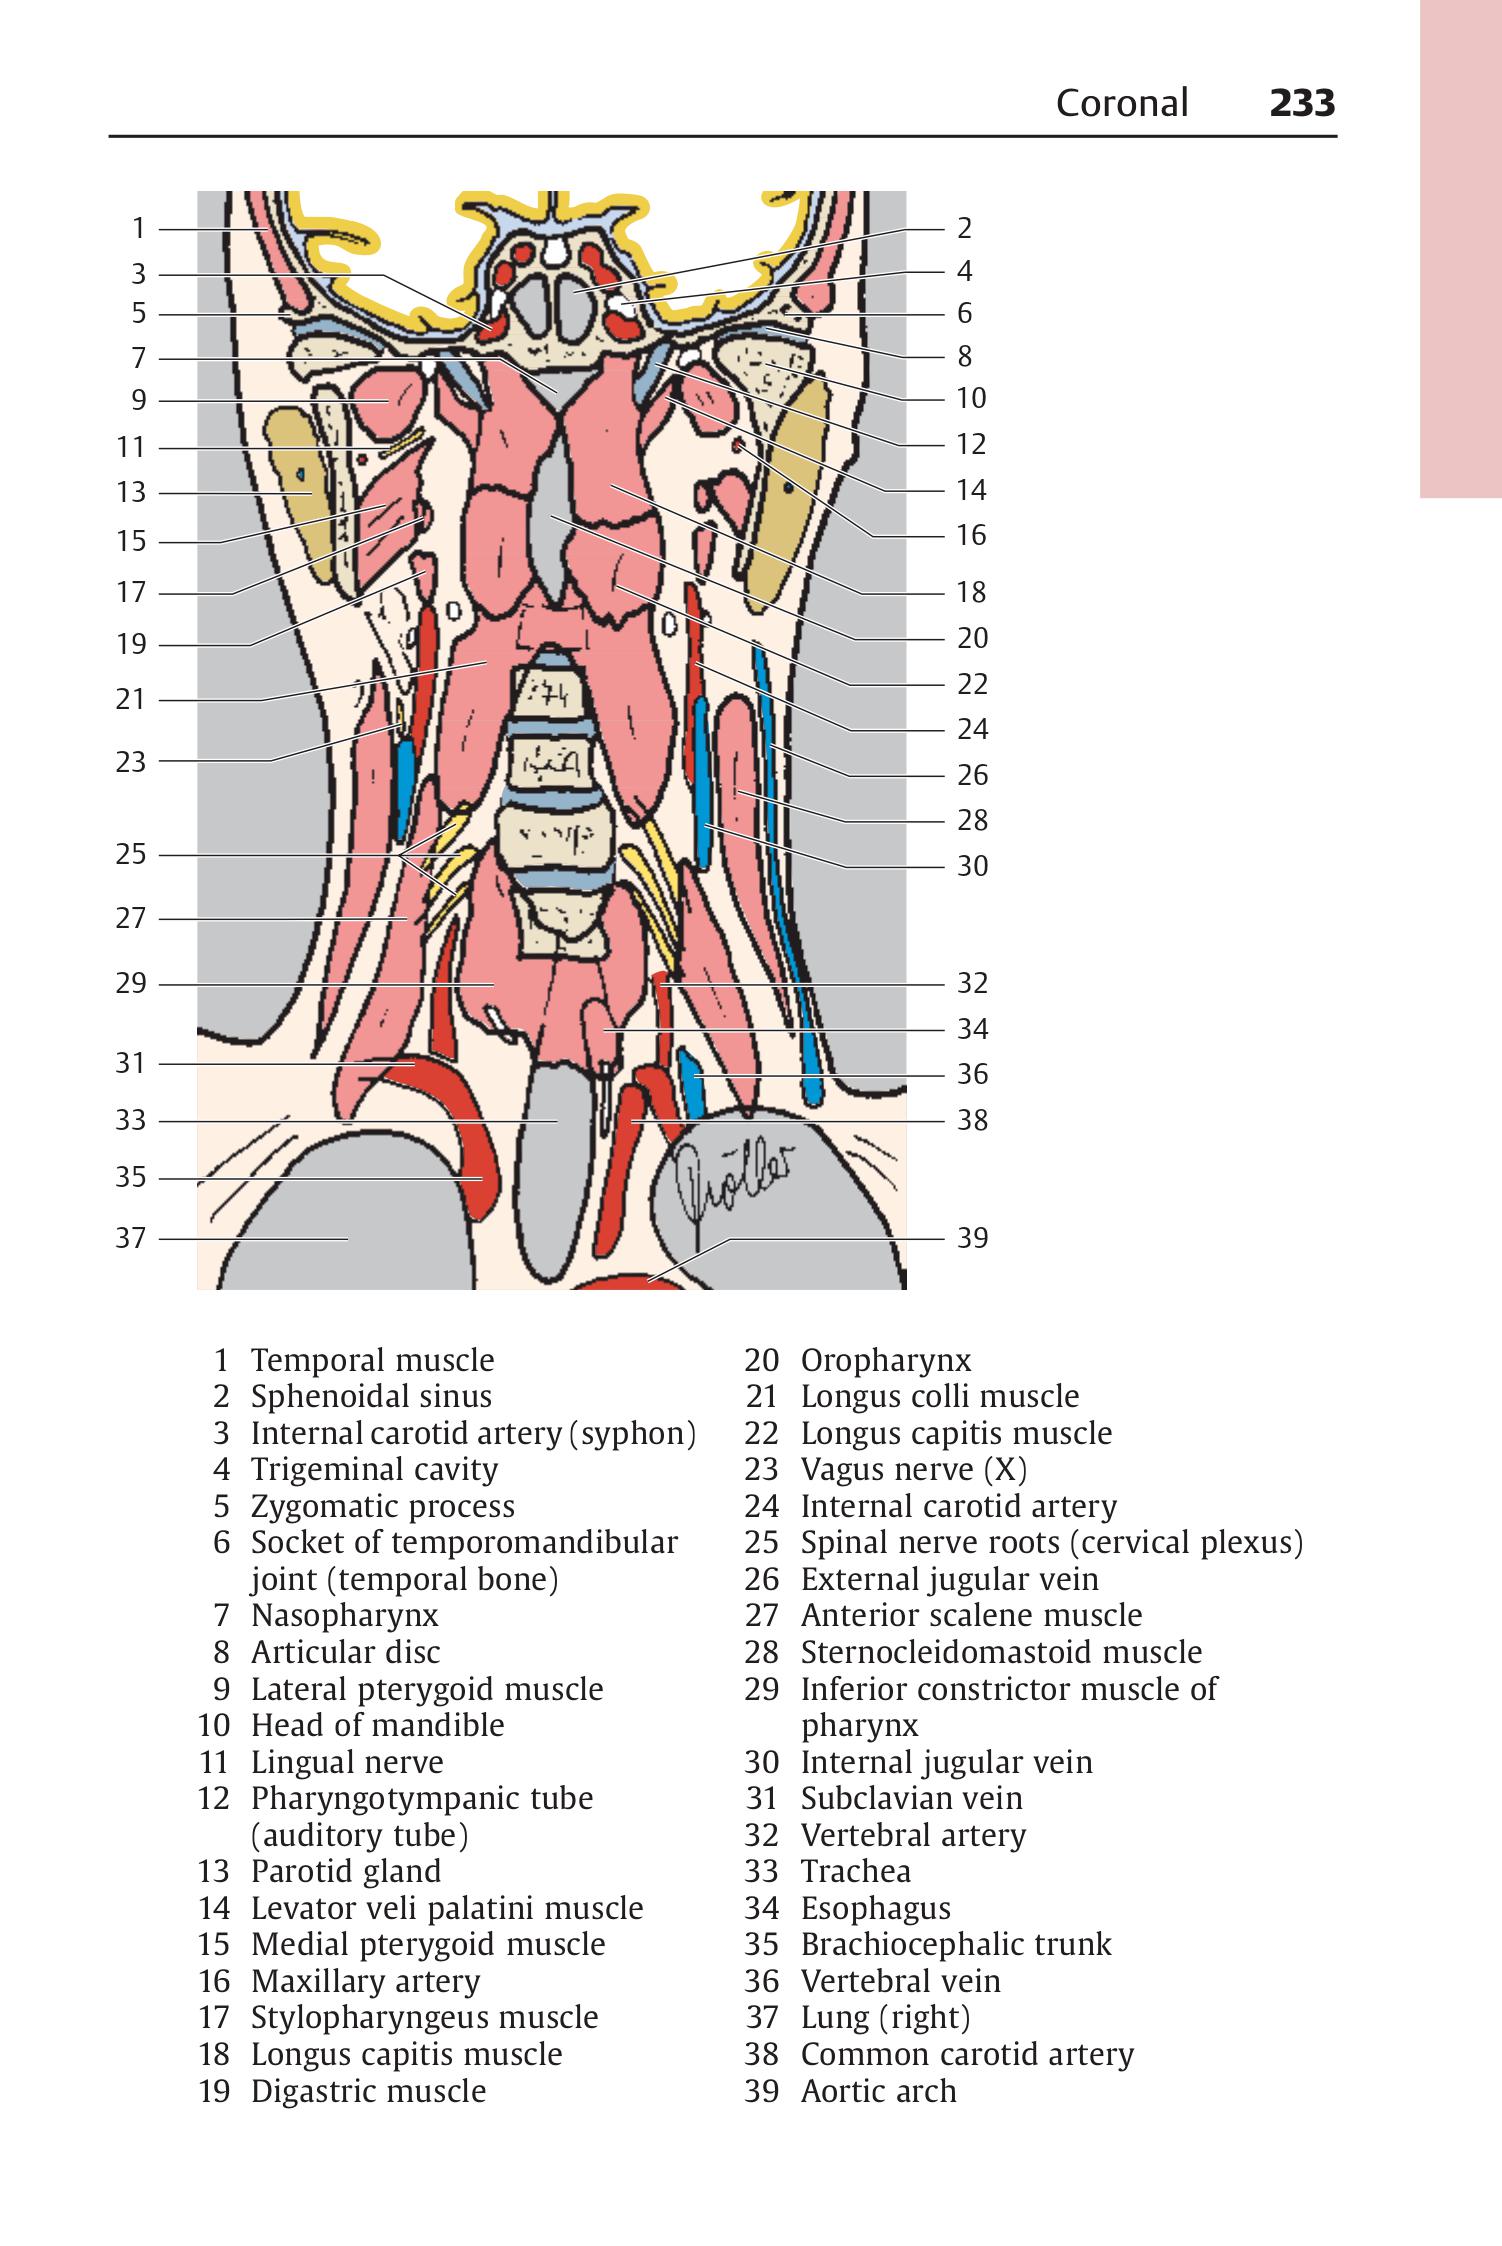 Coronal 233
1
2
3
4
5
6
7
8
9
10
11
12
13
14
15
16
17
18
19
20
21
22
23
24
25
26
27
28
29
30
31
32
33
34
35
36
37
38
39
1 Temporal muscle
2 Sphenoidal sinus
3 Internal carotid artery (syphon)
4 Trigeminal cavity
5 Zygomatic process
6 Socket of temporomandibular
joint (temporal bone)
7 Nasopharynx
8 Articular disc
9 Lateral pterygoid muscle
10 Head of mandible
11 Lingual nerve
12 Pharyngotympanic tube
(auditory tube)
13 Parotid gland
14 Levator veli palatini muscle
15 Medial pterygoid muscle
16 Maxillary artery
17 Stylopharyngeus muscle
18 Longus capitis muscle
19 Digastric muscle
20 Oropharynx
21 Longus colli muscle
22 Longus capitis muscle
23 Vagus nerve (X)
24 Internal carotid artery
25 Spinal nerve roots (cervical plexus)
26 External jugular vein
27 Anterior scalene muscle
28 Sternocleidomastoid muscle
29 Inferior constrictor muscle of
pharynx
30 Internal jugular vein
31 Subclavian vein
32 Vertebral artery
33 Trachea
34 Esophagus
35 Brachiocephalic trunk
36 Vertebral vein
37 Lung (right)
38 Common carotid artery
39 Aortic arch